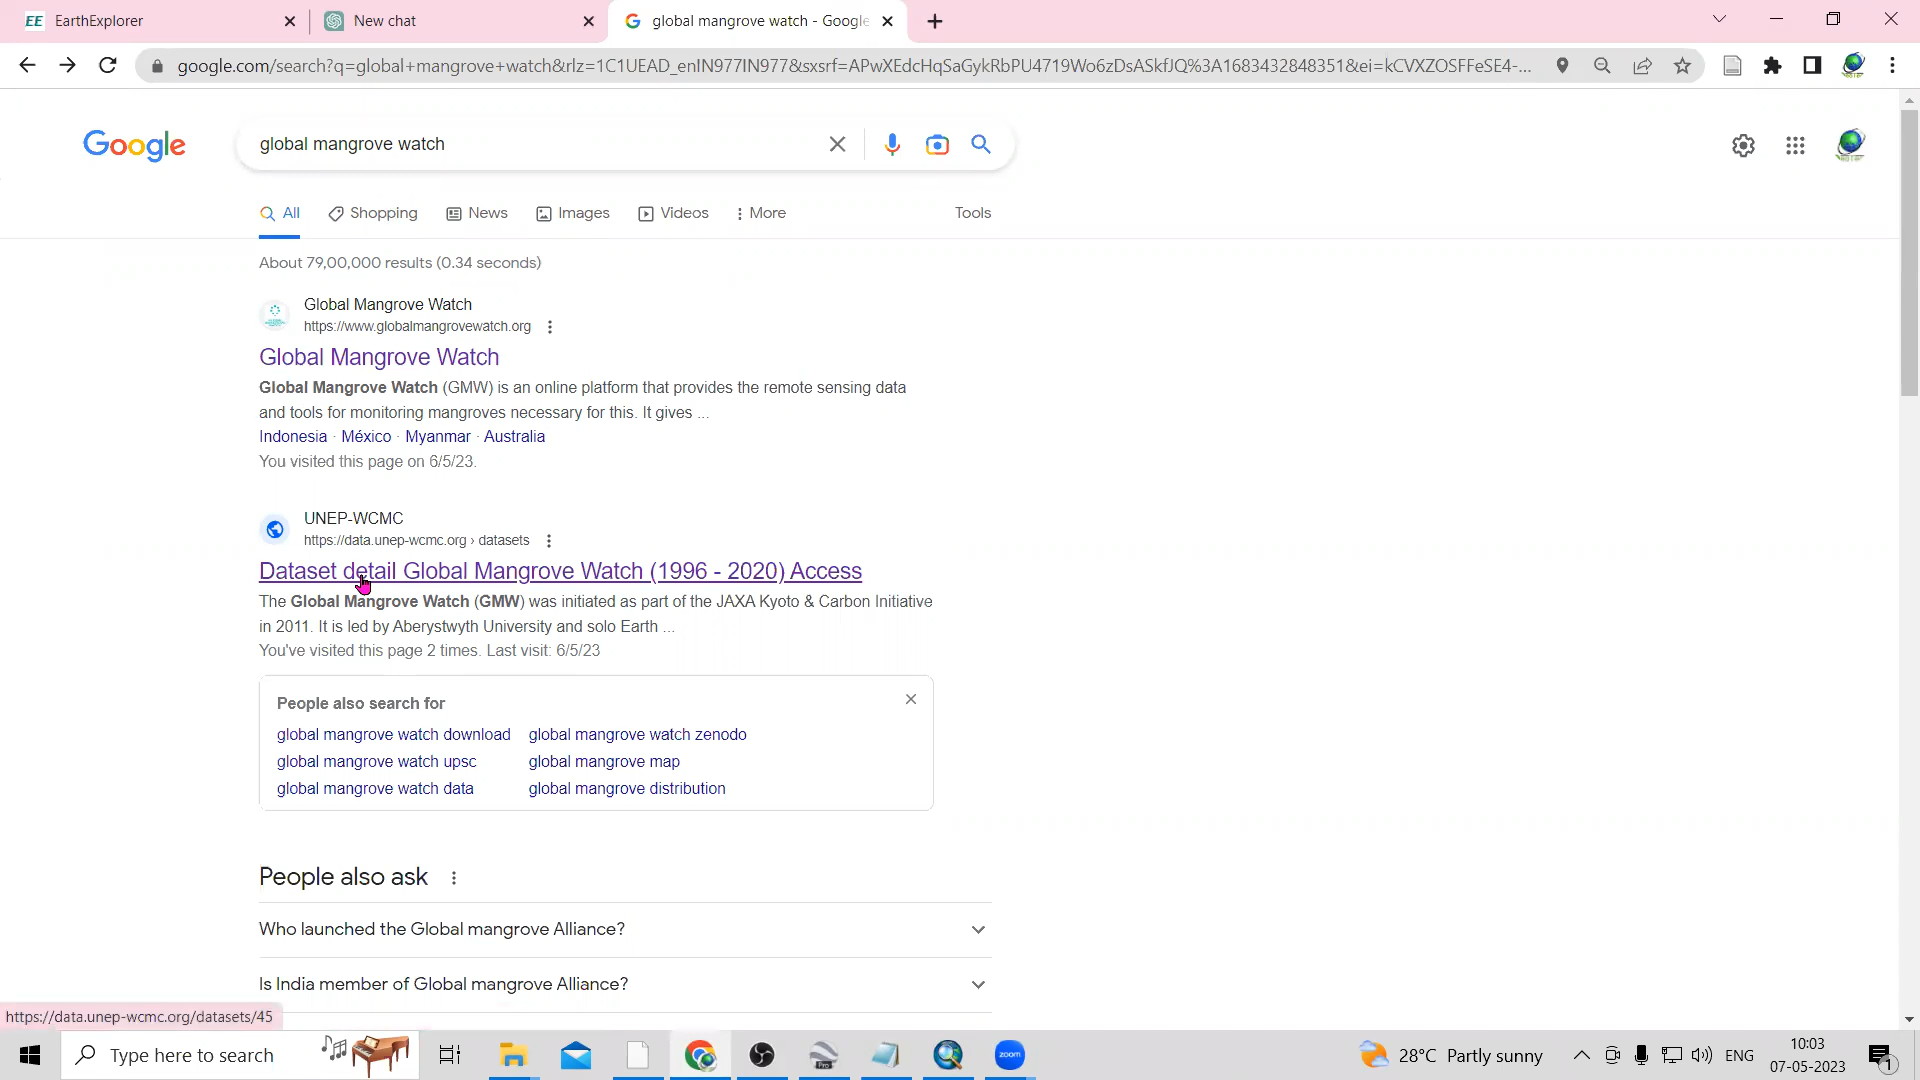 EE EarthExplorer
New chat
global mangrove watch - Google
google.com/search?q=global+mangrove+watch&rlz=1C1UEAD_enIN977IN977&sxsrf=APwXEdcHqSaGykRbPU4719Wo6zDsASkfJQ%3A1683432848351&ei=kCVXZOSFFeSE4-...
Google
global mangrove watch
All
Shopping
News
Images
Videos
More
Tools
About 79,00,000 results (0.34 seconds)
Global Mangrove Watch
https://www.globalmangrovewatch.org
Global Mangrove Watch
Global Mangrove Watch (GMW) is an online platform that provides the remote sensing data
and tools for monitoring mangroves necessary for this. It gives ...
Indonesia · México · Myanmar · Australia
You visited this page on 6/5/23.
UNEP-WCMC
https://data.unep-wcmc.org › datasets
Dataset detail Global Mangrove Watch (1996 - 2020) Access
The Global Mangrove Watch (GMW) was initiated as part of the JAXA Kyoto & Carbon Initiative
in 2011. It is led by Aberystwyth University and solo Earth ...
You've visited this page 2 times. Last visit: 6/5/23
People also search for
global mangrove watch download
global mangrove watch zenodo
global mangrove watch upsc
global mangrove map
global mangrove watch data
global mangrove distribution
People also ask
Who launched the Global mangrove Alliance?
Is India member of Global mangrove Alliance?
https://data.unep-wcmc.org/datasets/45
Type here to search
Pro
zoom
28°C Partly sunny
ENG
10:03
07-05-2023
1